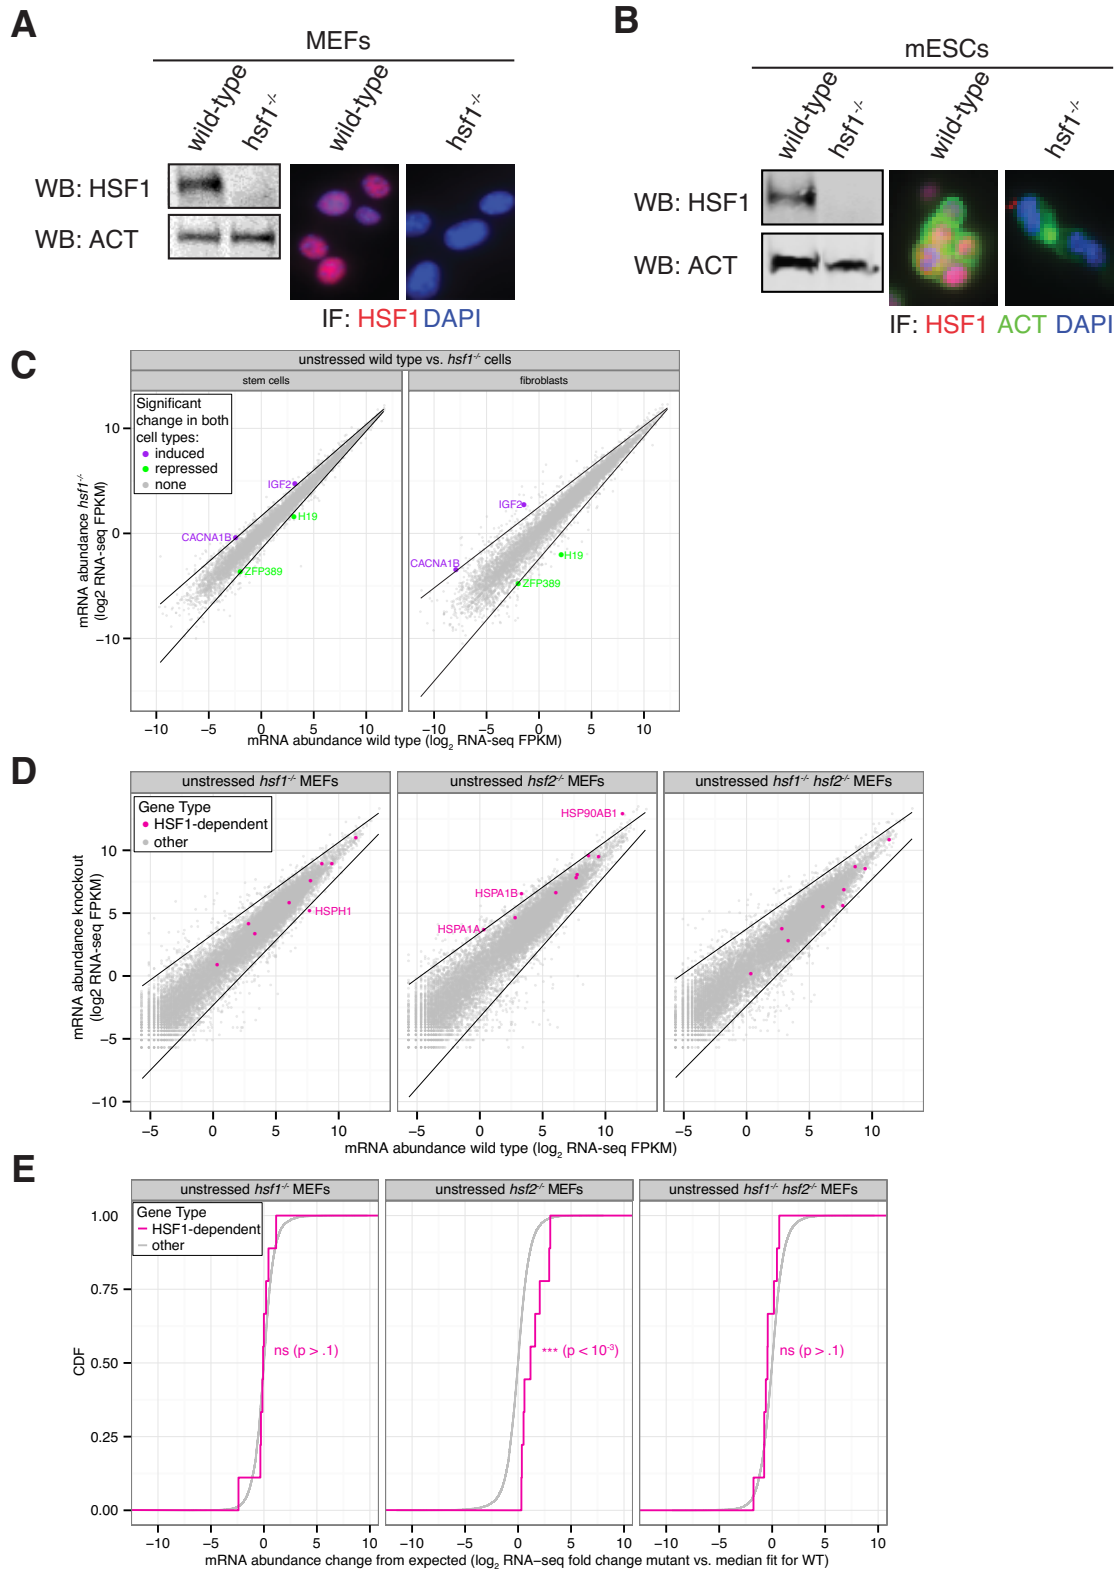 A
MEFs
wild-type
hsf1-/-
wild-type
hsf1-/-
WB: HSF1
WB: ACT
IF: HSF1 DAPI
B
mESCs
wild-type
hsf1-/-
wild-type
hsf1-/-
WB: HSF1
WB: ACT
IF: HSF1 ACT DAPI
C
unstressed wild type vs. hsf1-/- cells
stem cells
fibroblasts
Significant
change in both
cell types:
induced
repressed
none
IGF2
H19
CACNA1B
ZFP389
IGF2
H19
CACNA1B
ZFP389
mRNA abundance hsf1-/-
(log2 RNA-seq FPKM)
10
0
−10
−10 −5 0 5 10
−10 −5 0 5 10
mRNA abundance wild type (log2 RNA-seq FPKM)
D
unstressed hsf1-/- MEFs
unstressed hsf2-/- MEFs
unstressed hsf1-/- hsf2-/- MEFs
Gene Type
HSF1-dependent
other
HSPH1
HSP90AB1
HSPA1B
HSPA1A
mRNA abundance knockout
(log2 RNA-seq FPKM)
10
5
0
−5
−10
−5 0 5 10
−5 0 5 10
−5 0 5 10
mRNA abundance wild type (log2 RNA-seq FPKM)
E
unstressed hsf1-/- MEFs
unstressed hsf2-/- MEFs
unstressed hsf1-/- hsf2-/- MEFs
Gene Type
HSF1-dependent
other
ns (p > .1)
*** (p < 10-3)
ns (p > .1)
CDF
1.00
0.75
0.50
0.25
0.00
−10 −5 0 5 10
−10 −5 0 5 10
−10 −5 0 5 10
mRNA abundance change from expected (log2 RNA−seq fold change mutant vs. median fit for WT)